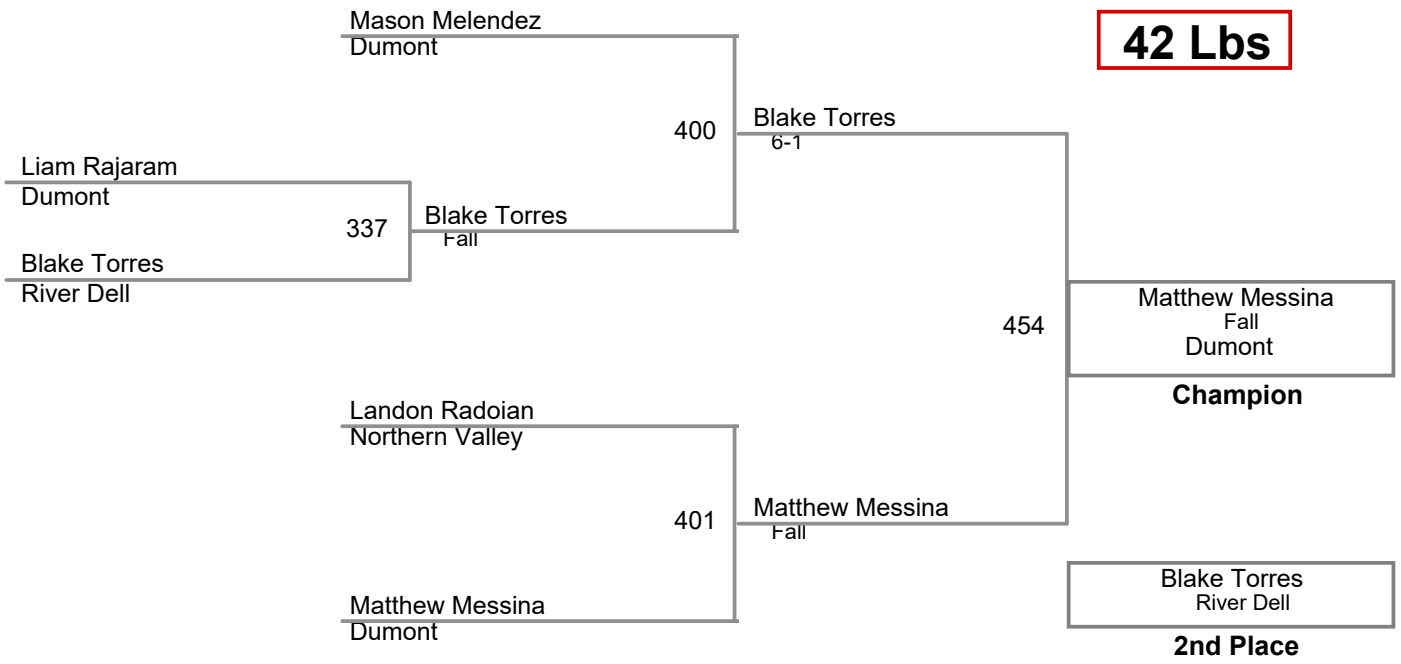 Mason Melendez
Dumont
42 Lbs
400
Blake Torres
6-1
Liam Rajaram
Dumont
337
Blake Torres
Fall
Blake Torres
River Dell
454
Matthew Messina
Fall
Dumont
Champion
Landon Radoian
Northern Valley
401
Matthew Messina
Fall
Matthew Messina
Dumont
Blake Torres
River Dell
2nd Place